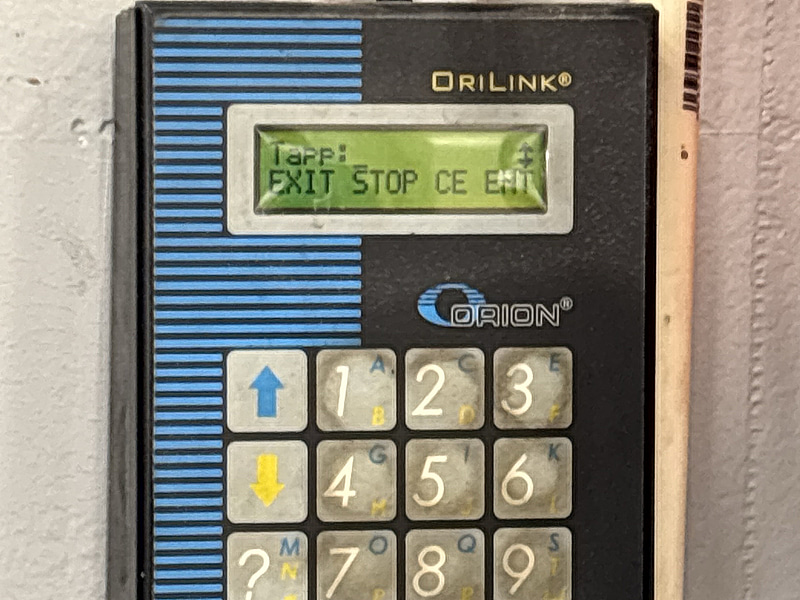 ORILINK®
Tapp:
EXIT STOP CE ENT
ORION®
1 A B
2 C D
3 E F
4 G H
5 I
6 K L
? M N
7 O P
8 Q R
9 S T